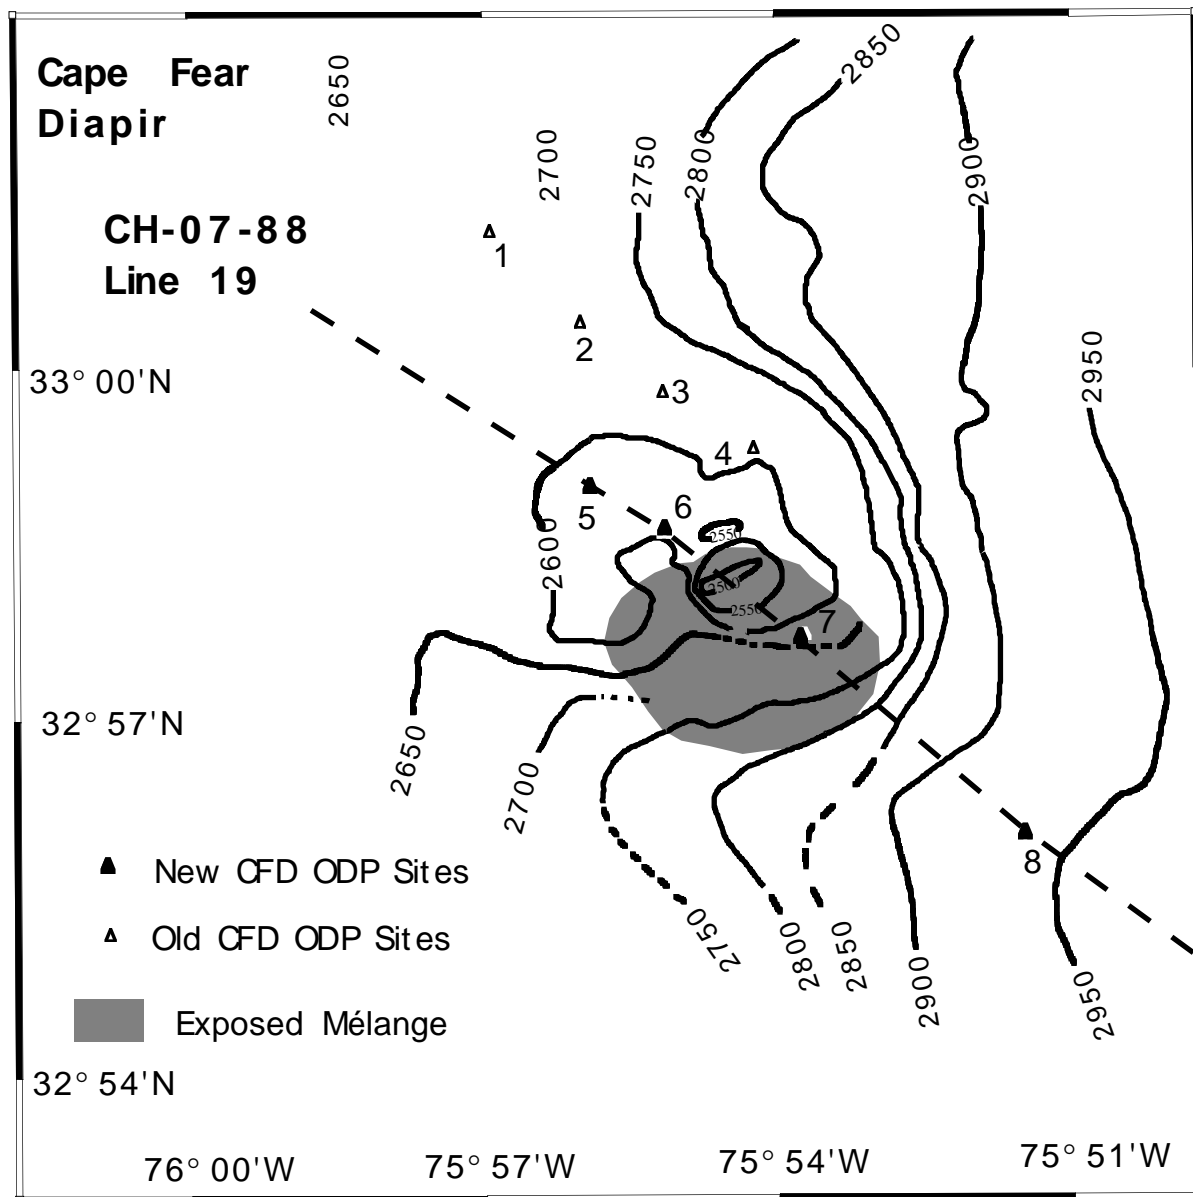 Cape Fear
Diapir
2650
2850
2700
2750
2800
2900
CH-07-88
Line 19
1
2
33° 00'N
3
2950
4
5
6
2550
2600
2500
2550
7
32° 57'N
2650
2700
8
New CFD ODP Sites
Old CFD ODP Sites
2750
2800
2850
2900
2950
Exposed Mélange
32° 54'N
76° 00'W
75° 57'W
75° 54'W
75° 51'W